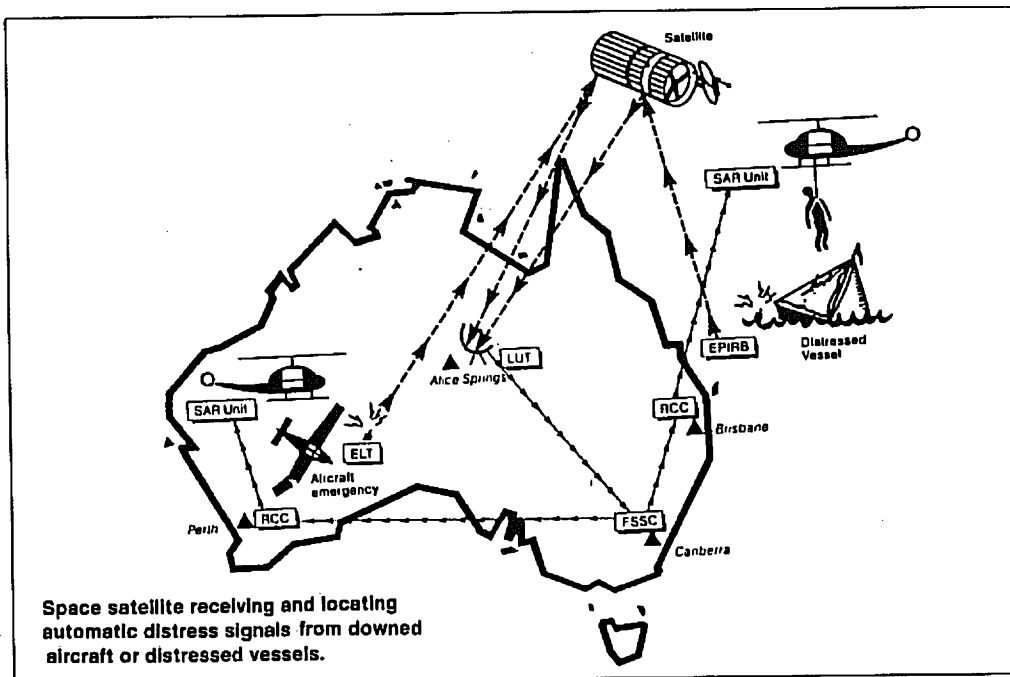 Satellite
SAR Unit
EPIRB
Distressed
Vessel
LUT
Alice Springs
RCC
Brisbane
SAR Unit
ELT
Aircraft
emergency
Perth
RCC
FSSC
Canberra
Space satellite receiving and locating
automatic distress signals from downed
aircraft or distressed vessels.